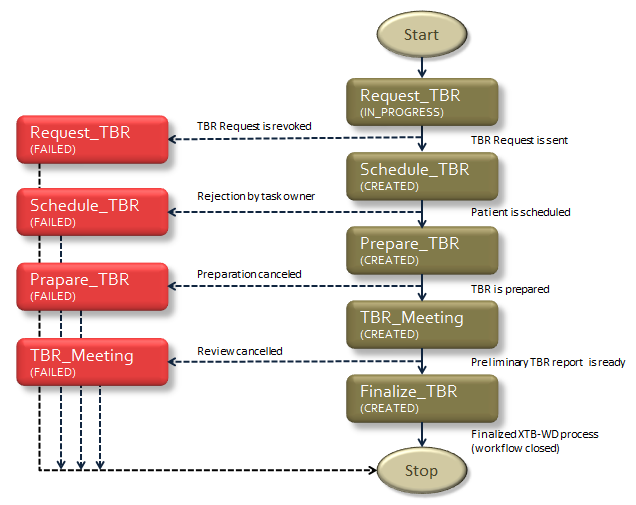 Start
Request_TBR
(IN_PROGRESS)
TBR Request is revoked
Request_TBR
(FAILED)
TBR Request is sent
Schedule_TBR
(CREATED)
Rejection by task owner
Schedule_TBR
(FAILED)
Patient is scheduled
Prepare_TBR
(CREATED)
Preparation canceled
Prapare_TBR
(FAILED)
TBR is prepared
TBR_Meeting
(CREATED)
Review cancelled
TBR_Meeting
(FAILED)
Preliminary TBR report is ready
Finalize_TBR
(CREATED)
Finalized XTB-WD process
(workflow closed)
Stop